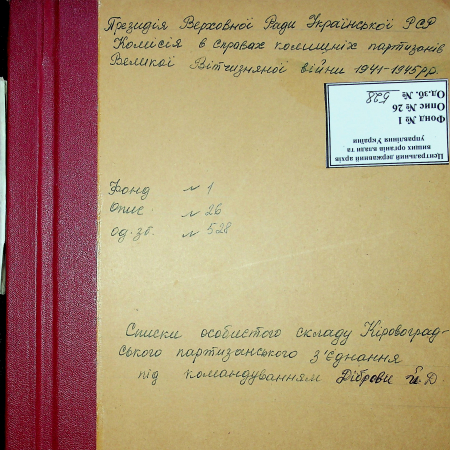 Президія Верховної Ради Української РСР
Комісія в справах колишніх партизанів
Великої Вітчизняної війни 1941-1945рр.
Центральний державний архів
вищих органів влади та
управління України
Фонд № 1
Опис № 26
Од.зб. № 528
Фонд № 1
Опис № 26
од.зб. № 528
Списки особистого складу Кіровоград-
ського партизанського з'єднання
під командуванням Діброви Й.Д